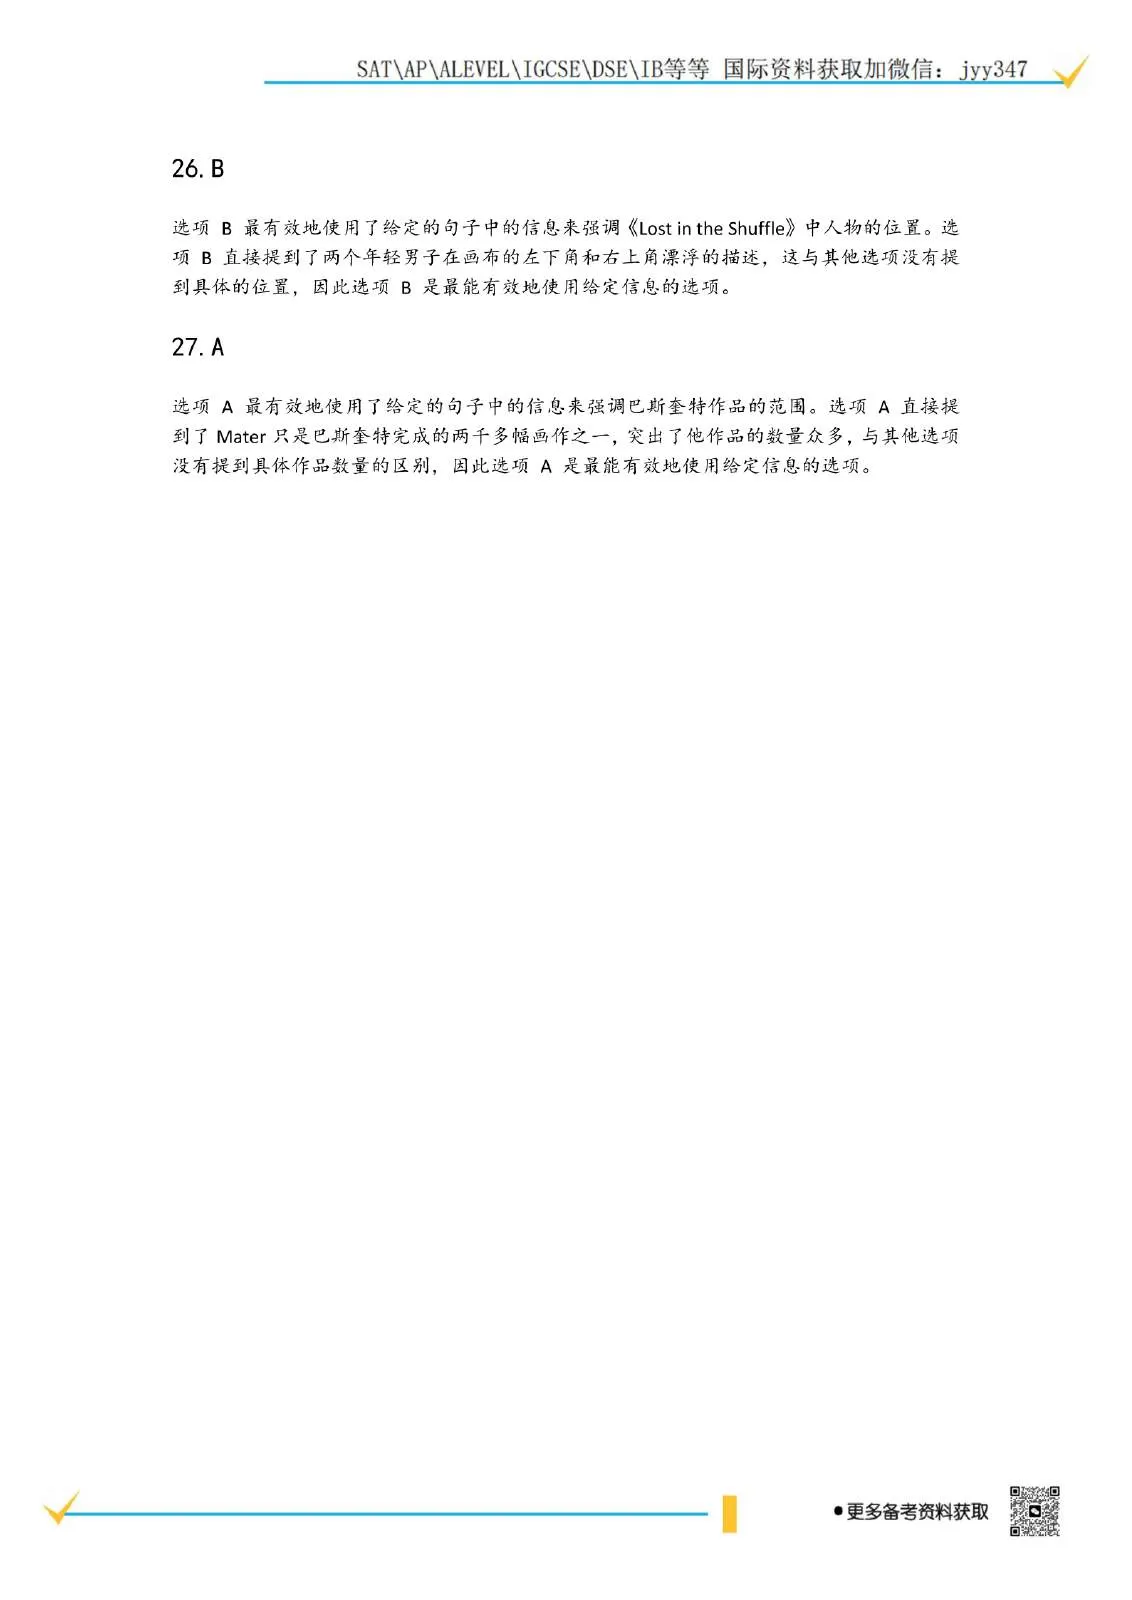 SAT\AP\ALEVEL\IGCSE\DSE\IB等等 国际资料获取加微信：jyy347
26. B
选项 B 最有效地使用了给定的句子中的信息来强调《Lost in the Shuffle》中人物的位置。选
项 B 直接提到了两个年轻男子在画布的左下角和右上角漂浮的描述，这与其他选项没有提
到具体的位置，因此选项 B 是最能有效地使用给定信息的选项。
27. A
选项 A 最有效地使用了给定的句子中的信息来强调巴斯奎特作品的范围。选项 A 直接提
到了 Mater 只是巴斯奎特完成的两千多幅画作之一，突出了他作品的数量众多，与其他选项
没有提到具体作品数量的区别，因此选项 A 是最能有效地使用给定信息的选项。
•更多备考资料获取